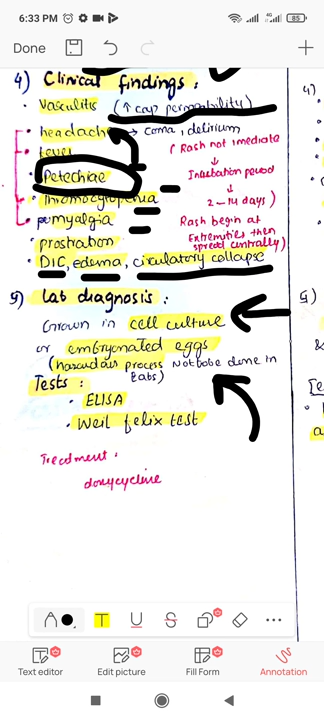 6:33 PM
4G
85
Done
4) Clinical findings :
• Vasculitis (↑ cap permeability)
• headache → Coma, delirium
• fever
(Rash not imediate
↓
• Petechiae
Incubation period
↓
• Thrombocytopenia
2-14 days)
• myalgia
Rash begin at
Extremities then
spread centrally)
• prostration
• DIC, edema, circulatory collapse
5) Lab diagnosis :
Grown in cell culture
or embryonated eggs
(hazardous process Not to be done in
Labs)
Tests :
• ELISA
• Weil felix test
Treatment :
doxycycline
4)
5)
&
[e
a
A
T
U
S
Text editor
Edit picture
Fill Form
Annotation